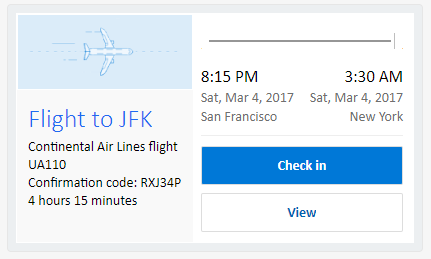 Flight to JFK
Continental Air Lines flight
UA110
Confirmation code: RXJ34P
4 hours 15 minutes
8:15 PM 3:30 AM
Sat, Mar 4, 2017 Sat, Mar 4, 2017
San Francisco New York
Check in
View